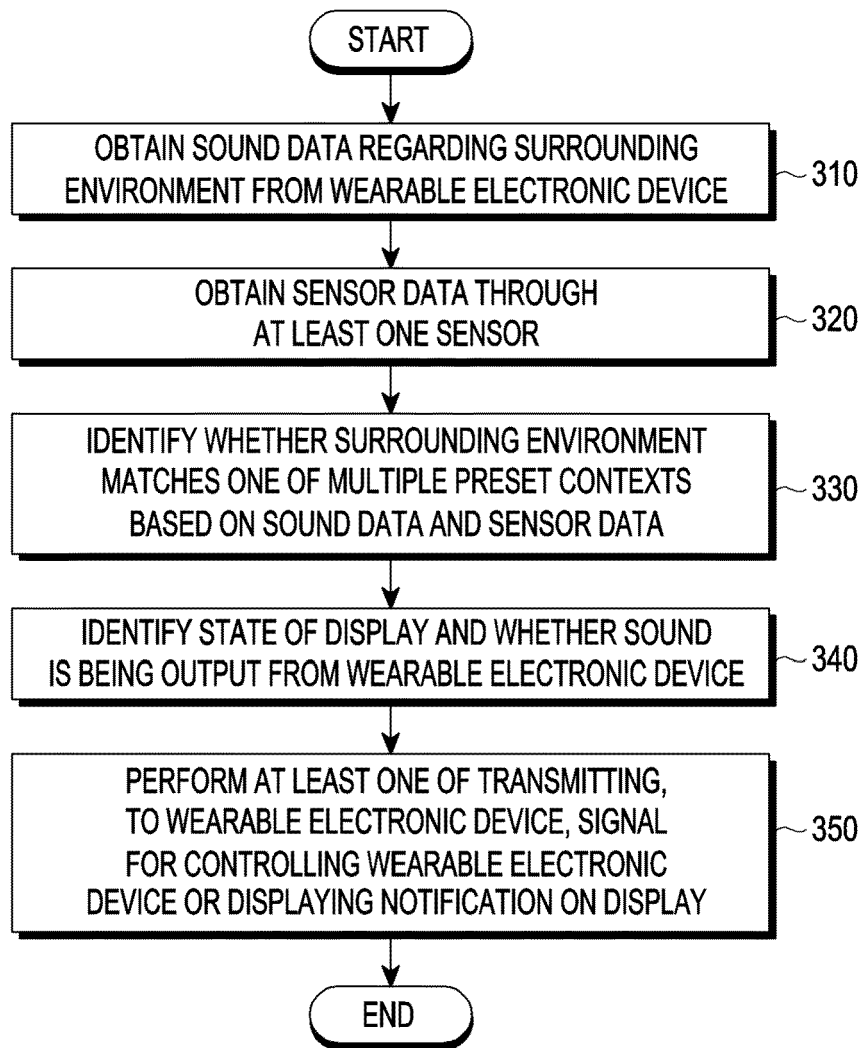 START
OBTAIN SOUND DATA REGARDING SURROUNDING
ENVIRONMENT FROM WEARABLE ELECTRONIC DEVICE
310
OBTAIN SENSOR DATA THROUGH
AT LEAST ONE SENSOR
320
IDENTIFY WHETHER SURROUNDING ENVIRONMENT
MATCHES ONE OF MULTIPLE PRESET CONTEXTS
BASED ON SOUND DATA AND SENSOR DATA
330
IDENTIFY STATE OF DISPLAY AND WHETHER SOUND
IS BEING OUTPUT FROM WEARABLE ELECTRONIC DEVICE
340
PERFORM AT LEAST ONE OF TRANSMITTING,
TO WEARABLE ELECTRONIC DEVICE, SIGNAL
FOR CONTROLLING WEARABLE ELECTRONIC
DEVICE OR DISPLAYING NOTIFICATION ON DISPLAY
350
END